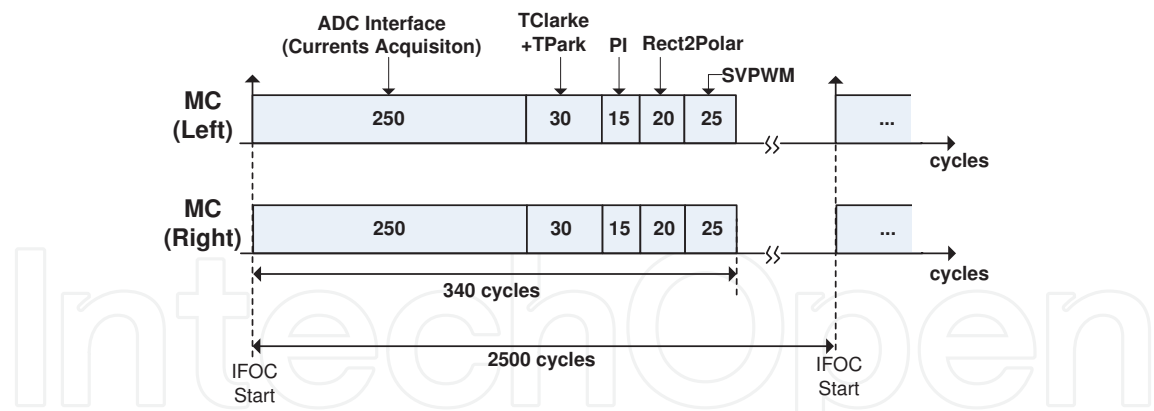 ADC Interface
(Currents Acquisiton)
TClarke
+TPark
PI
Rect2Polar
SVPWM
MC
(Left)
250
30
15
20
25
...
cycles
MC
(Right)
250
30
15
20
25
...
cycles
340 cycles
2500 cycles
IFOC
Start
IFOC
Start
IntechOpen